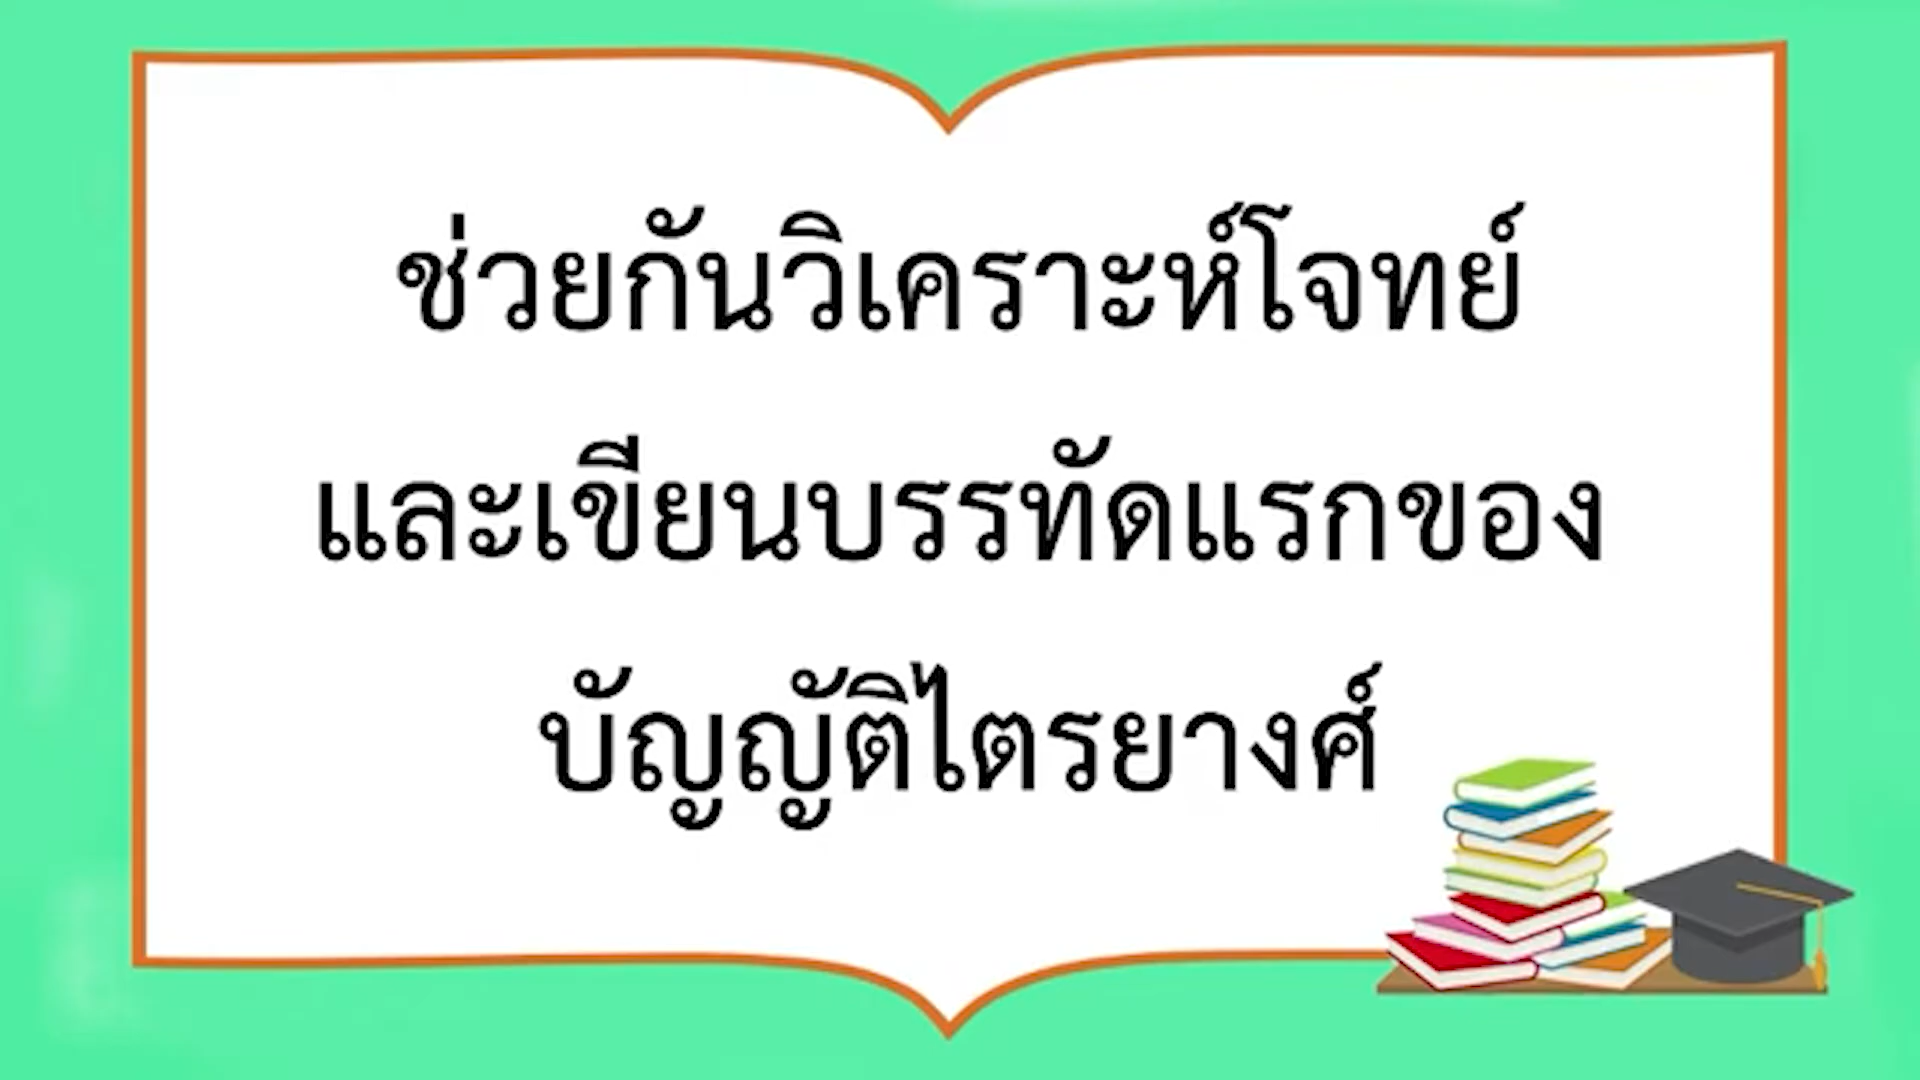 ช่วยกันวิเคราะห์โจทย์
และเขียนบรรทัดแรกของ
บัญญัติไตรยางศ์